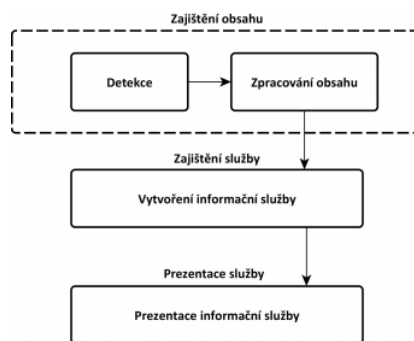 Zajištění obsahu
Detekce
Zpracování obsahu
Zajištění služby
Vytvoření informační služby
Prezentace služby
Prezentace informační služby